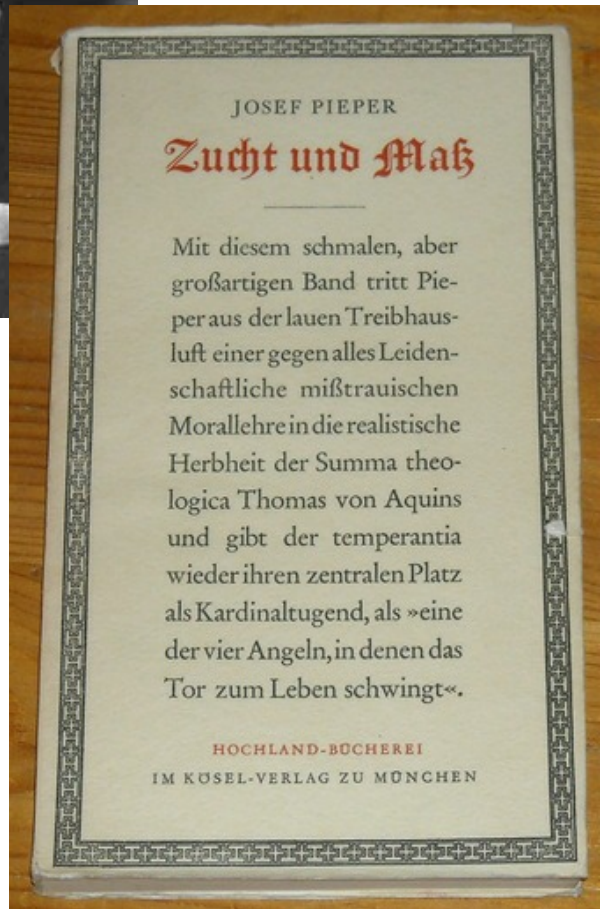 JOSEF PIEPER
Zucht und Maß
Mit diesem schmalen, aber
großartigen Band tritt Pie-
per aus der lauen Treibhaus-
luft einer gegen alles Leiden-
schaftliche mißtrauischen
Morallehre in die realistische
Herbheit der Summa theo-
logica Thomas von Aquins
und gibt der temperantia
wieder ihren zentralen Platz
als Kardinaltugend, als »eine
der vier Angeln, in denen das
Tor zum Leben schwingt«.
HOCHLAND-BÜCHEREI
IM KÖSEL-VERLAG ZU MÜNCHEN